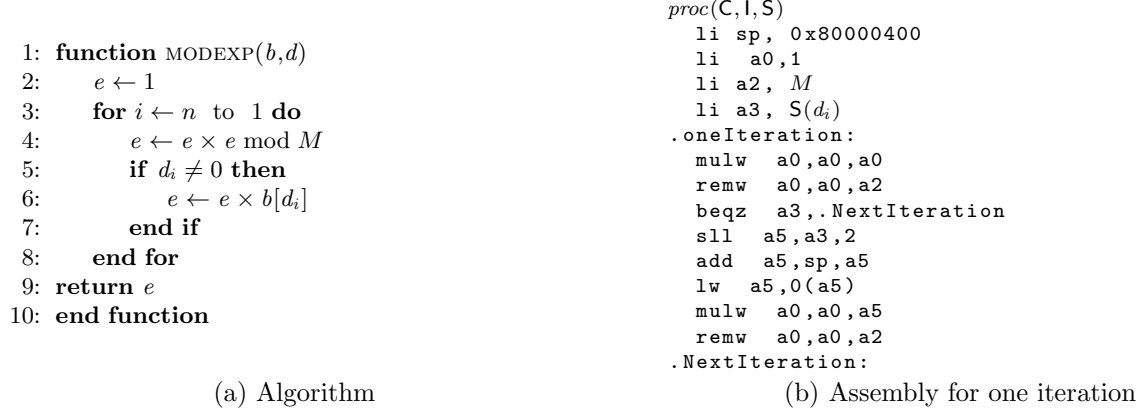 1: function MODEXP(b,d)
2: e ← 1
3: for i ← n to 1 do
4: e ← e × e mod M
5: if d_i ≠ 0 then
6: e ← e × b[d_i]
7: end if
8: end for
9: return e
10: end function
(a) Algorithm
proc(C,I,S)
li sp, 0x80000400
li a0,1
li a2, M
li a3, S(d_i)
.oneIteration:
mulw a0,a0,a0
remw a0,a0,a2
beqz a3,.NextIteration
sll a5,a3,2
add a5,sp,a5
lw a5,0(a5)
mulw a0,a0,a5
remw a0,a0,a2
.NextIteration:
(b) Assembly for one iteration